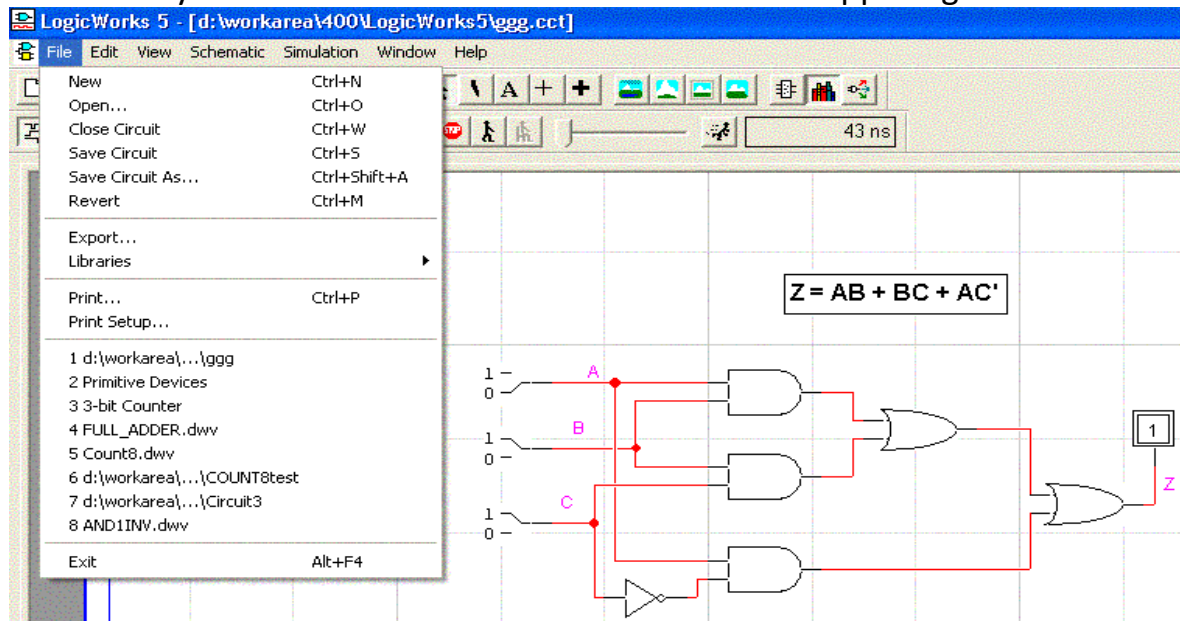 LogicWorks 5 - [d:\workarea\400\LogicWorks5\ggg.cct]
File Edit View Schematic Simulation Window Help
New Ctrl+N
Open... Ctrl+O
Close Circuit Ctrl+W
Save Circuit Ctrl+S
Save Circuit As... Ctrl+Shift+A
Revert Ctrl+M
Export...
Libraries
Print... Ctrl+P
Print Setup...
1 d:\workarea\...\ggg
2 Primitive Devices
3 3-bit Counter
4 FULL_ADDER.dwv
5 Count8.dwv
6 d:\workarea\...\COUNT8test
7 d:\workarea\...\Circuit3
8 AND1INV.dwv
Exit Alt+F4
A
STOP
43 ns
Z = AB + BC + AC'
1
0
A
1
0
B
1
0
C
1
Z